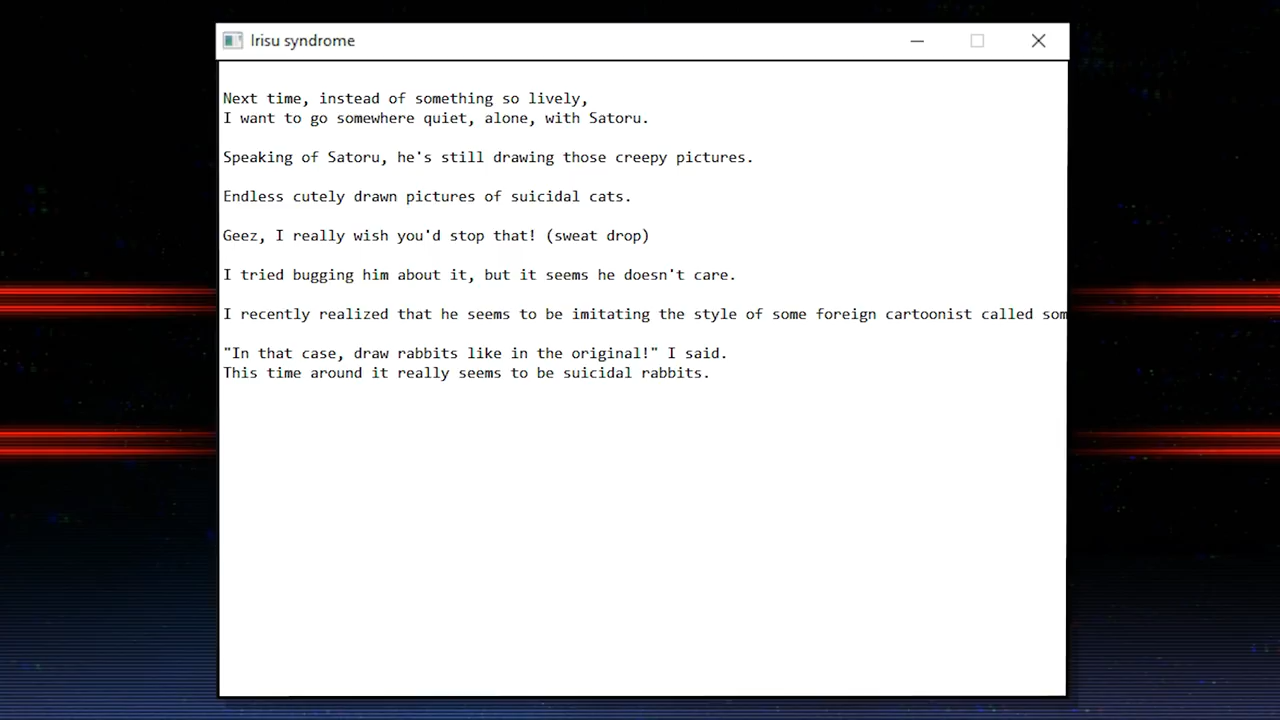 Irisu syndrome
Next time, instead of something so lively,
I want to go somewhere quiet, alone, with Satoru.
Speaking of Satoru, he's still drawing those creepy pictures.
Endless cutely drawn pictures of suicidal cats.
Geez, I really wish you'd stop that! (sweat drop)
I tried bugging him about it, but it seems he doesn't care.
I recently realized that he seems to be imitating the style of some foreign cartoonist called som
"In that case, draw rabbits like in the original!" I said.
This time around it really seems to be suicidal rabbits.